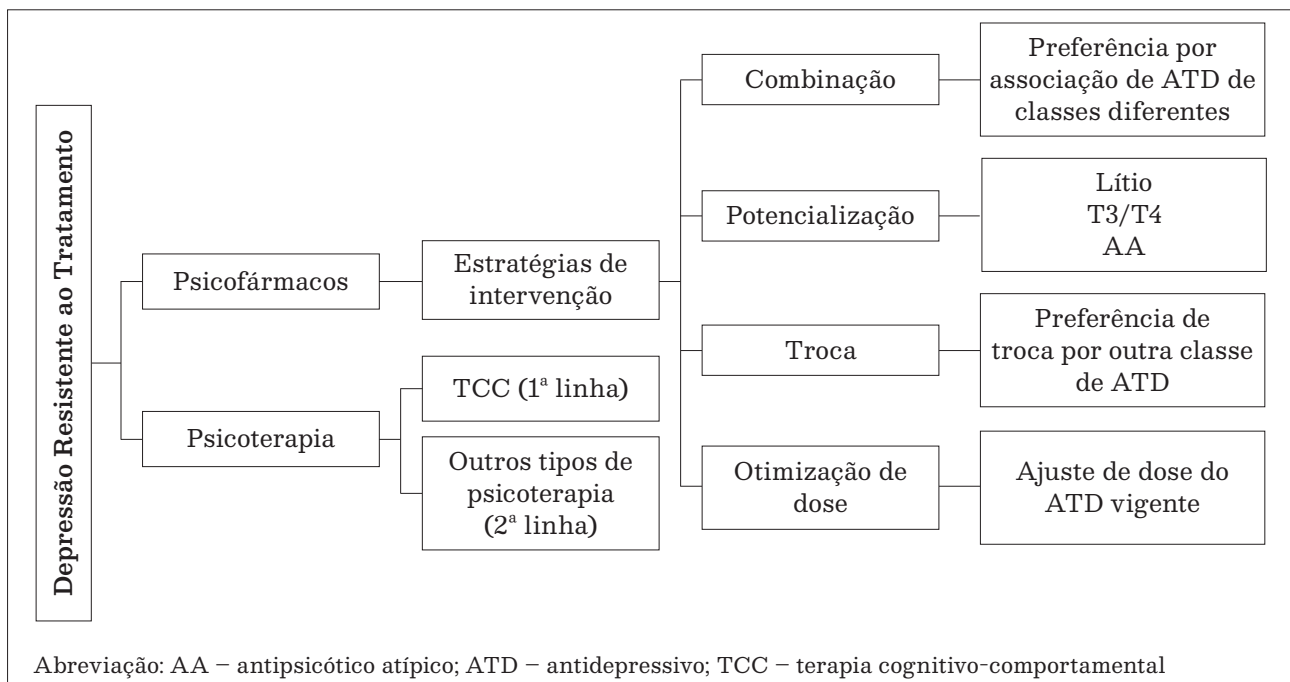 Depressão Resistente ao Tratamento
Psicofármacos
Estratégias de
intervenção
Combinação
Preferência por
associação de ATD de
classes diferentes
Potencialização
Lítio
T3/T4
AA
Troca
Preferência de
troca por outra classe
de ATD
Otimização de
dose
Ajuste de dose do
ATD vigente
Psicoterapia
TCC (1ª linha)
Outros tipos de
psicoterapia
(2ª linha)
Abreviação: AA – antipsicótico atípico; ATD – antidepressivo; TCC – terapia cognitivo-comportamental